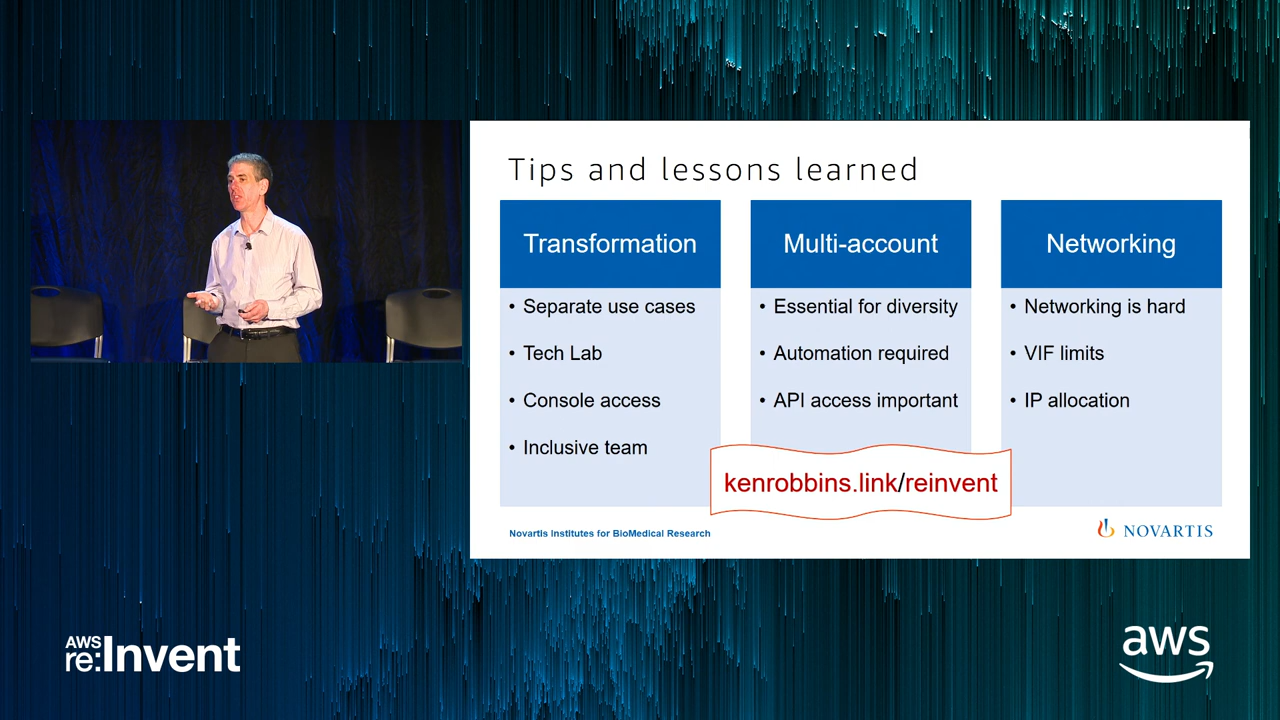 Tips and lessons learned
Transformation
• Separate use cases
• Tech Lab
• Console access
• Inclusive team
Multi-account
• Essential for diversity
• Automation required
• API access important
Networking
• Networking is hard
• VIF limits
• IP allocation
kenrobbins.link/reinvent
Novartis Institutes for BioMedical Research
NOVARTIS
AWS
re:Invent
aws